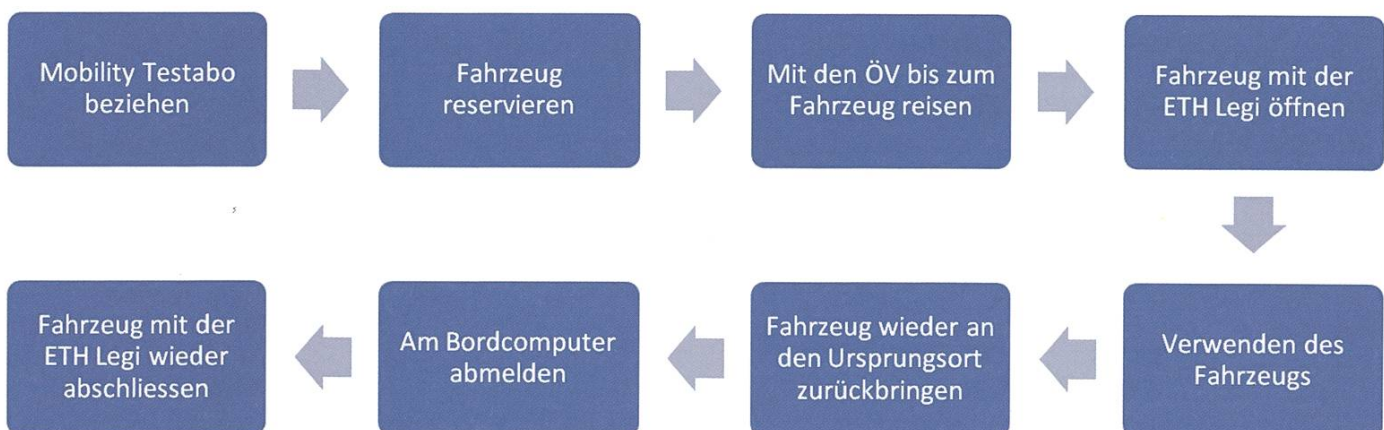 Mobility Testabo
beziehen
Fahrzeug
reservieren
Mit den ÖV bis zum
Fahrzeug reisen
Fahrzeug mit der
ETH Legi öffnen
Verwenden des
Fahrzeugs
Fahrzeug wieder an
den Ursprungsort
zurückbringen
Am Bordcomputer
abmelden
Fahrzeug mit der
ETH Legi wieder
abschliessen